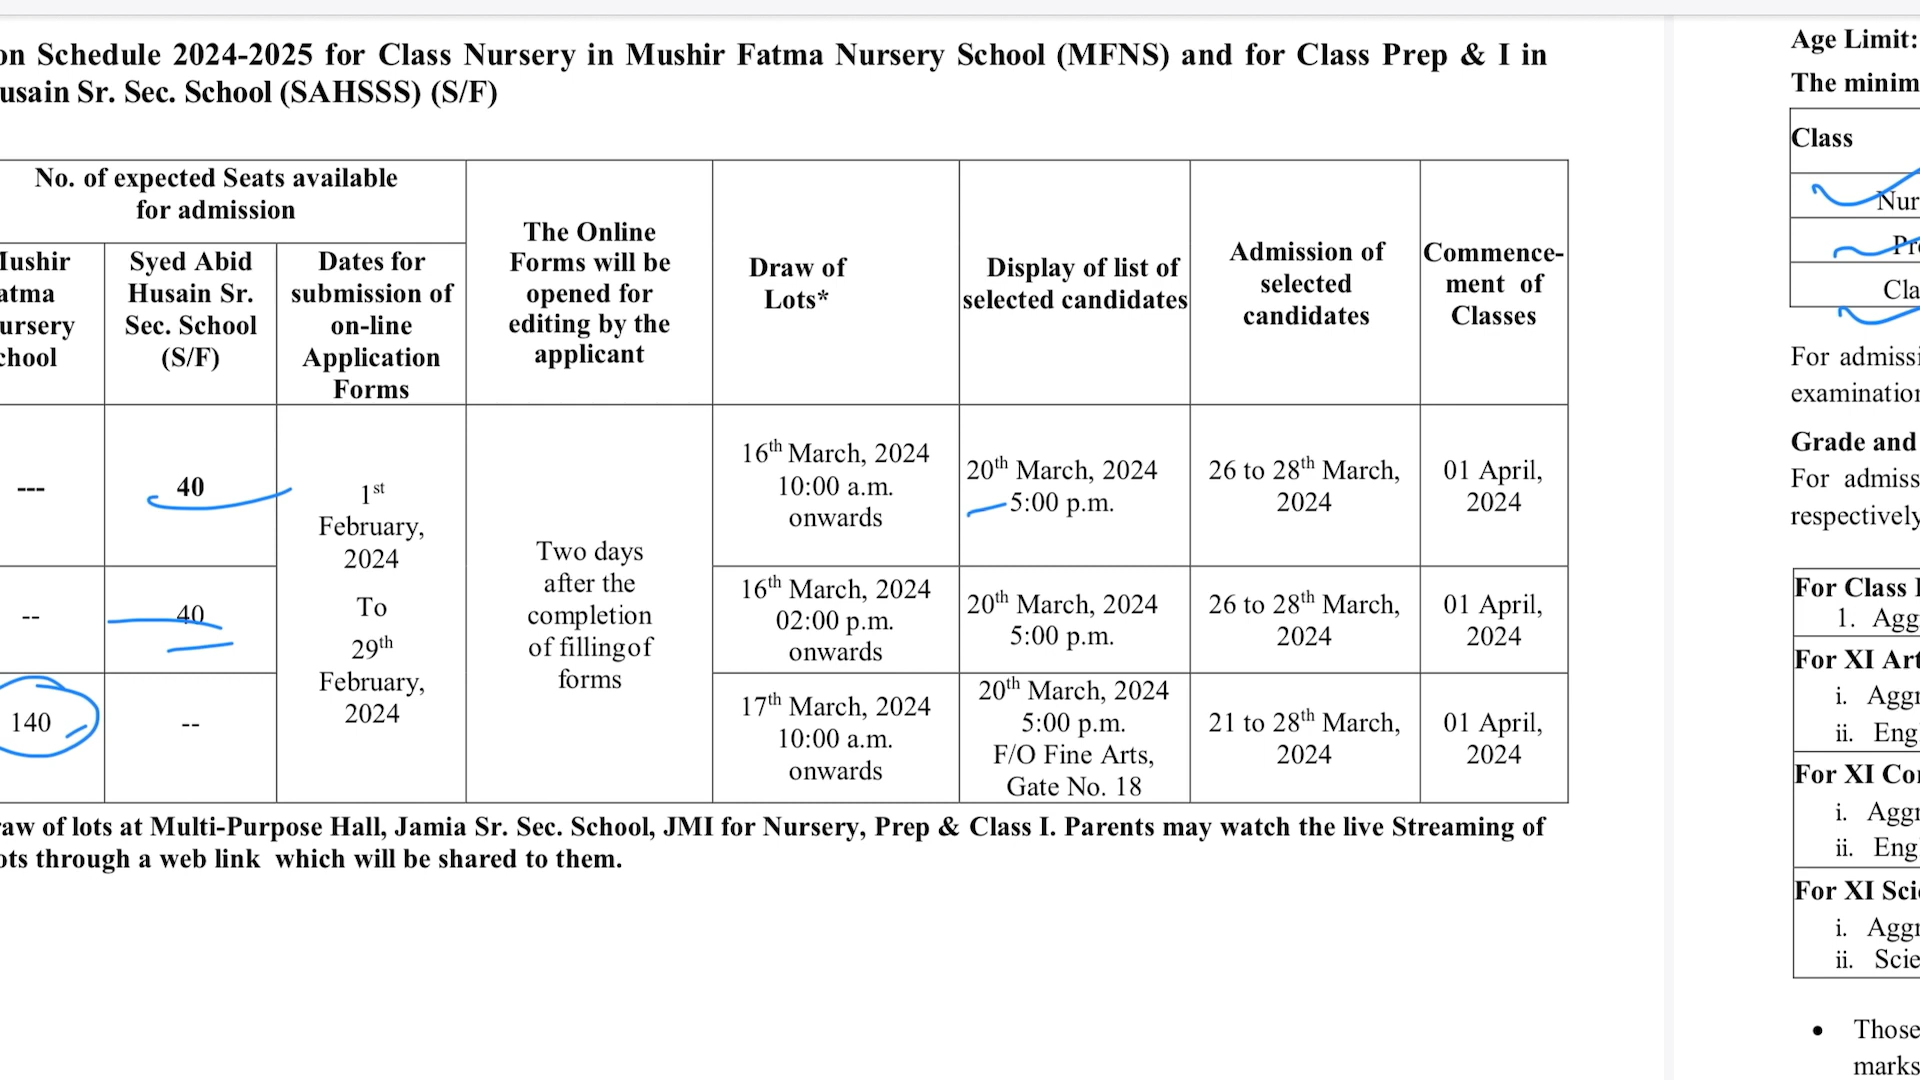 on Schedule 2024-2025 for Class Nursery in Mushir Fatma Nursery School (MFNS) and for Class Prep & I in
usain Sr. Sec. School (SAHSSS) (S/F)
No. of expected Seats available
for admission
Mushir
atma
ursery
chool
Syed Abid
Husain Sr.
Sec. School
(S/F)
Dates for
submission of
on-line
Application
Forms
The Online
Forms will be
opened for
editing by the
applicant
Draw of
Lots*
Display of list of
selected candidates
Admission of
selected
candidates
Commence-
ment of
Classes
---
40
1st
February,
2024
To
29th
February,
2024
Two days
after the
completion
of fillingof
forms
16th March, 2024
10:00 a.m.
onwards
20th March, 2024
5:00 p.m.
26 to 28th March,
2024
01 April,
2024
--
40
16th March, 2024
02:00 p.m.
onwards
20th March, 2024
5:00 p.m.
26 to 28th March,
2024
01 April,
2024
140
--
17th March, 2024
10:00 a.m.
onwards
20th March, 2024
5:00 p.m.
F/O Fine Arts,
Gate No. 18
21 to 28th March,
2024
01 April,
2024
raw of lots at Multi-Purpose Hall, Jamia Sr. Sec. School, JMI for Nursery, Prep & Class I. Parents may watch the live Streaming of
ots through a web link which will be shared to them.
Age Limit:
The minim
Class
Nur
Pre
Cla
For admissi
examination
Grade and
For admiss
respectively
For Class
1. Agg
For XI Art
i. Aggr
ii. Eng
For XI Co
i. Aggr
ii. Eng
For XI Sci
i. Aggr
ii. Scie
• Those
marks